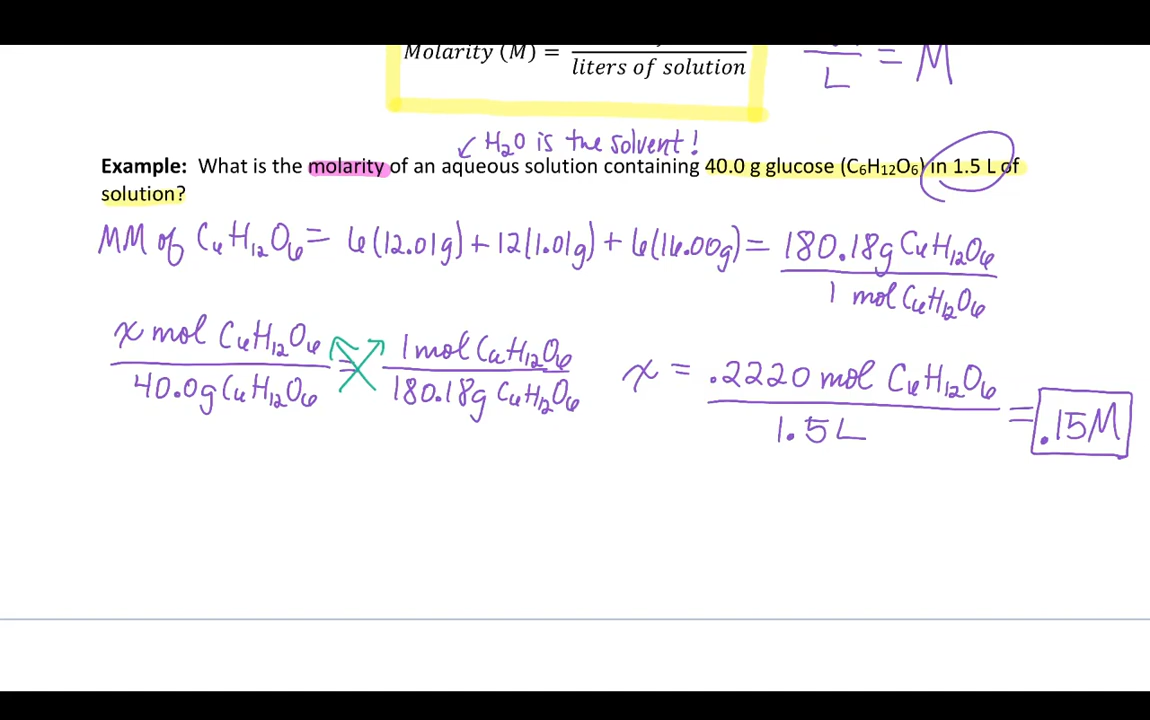 Molarity (M) = liters of solution
L = M
↙ H₂O is the solvent!
Example: What is the molarity of an aqueous solution containing 40.0 g glucose (C₆H₁₂O₆) in 1.5 L of
solution?
MM of C₆H₁₂O₆ = 6(12.01g) + 12(1.01g) + 6(16.00g) = 180.18g C₆H₁₂O₆
1 mol C₆H₁₂O₆
x mol C₆H₁₂O₆ = 1 mol C₆H₁₂O₆
40.0g C₆H₁₂O₆ 180.18g C₆H₁₂O₆
x = .2220 mol C₆H₁₂O₆
1.5L
= .15M